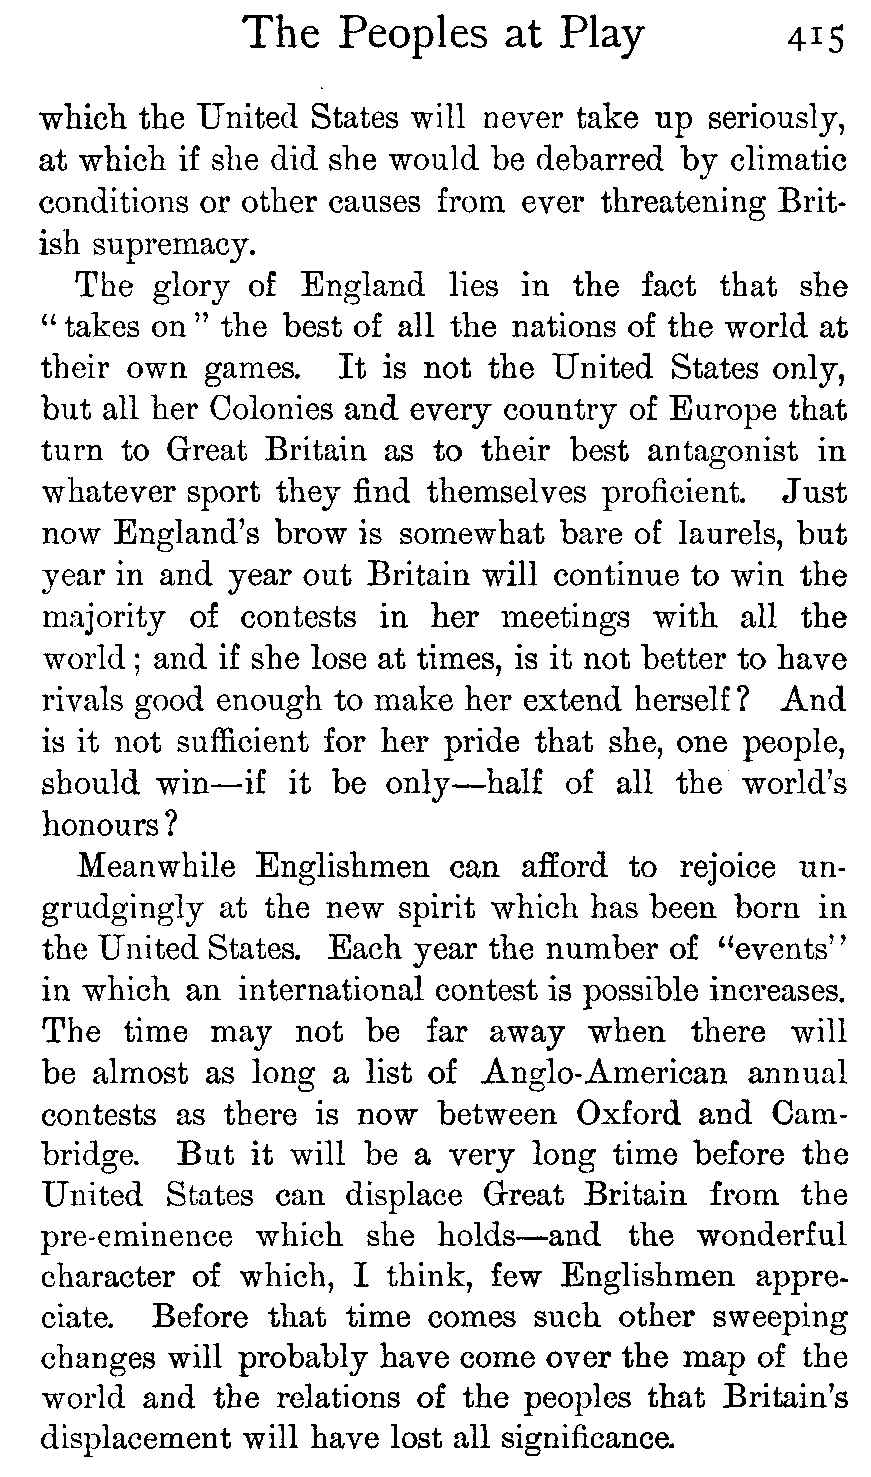 The Peoples at Play 415
which the United States will never take up seriously,
at which if she did she would be debarred by climatic
conditions or other causes from ever threatening Brit-
ish supremacy.
The glory of England lies in the fact that she
“takes on” the best of all the nations of the world at
their own games. It is not the United States only,
but all her Colonies and every country of Europe that
turn to Great Britain as to their best antagonist in
whatever sport they find themselves proficient. Just
now England's brow is somewhat bare of laurels, but
year in and year out Britain will continue to win the
majority of contests in her meetings with all the
world; and if she lose at times, is it not better to have
rivals good enough to make her extend herself? And
is it not sufficient for her pride that she, one people,
should win—if it be only—half of all the world's
honours?
Meanwhile Englishmen can afford to rejoice un-
grudgingly at the new spirit which has been born in
the United States. Each year the number of “events”
in which an international contest is possible increases.
The time may not be far away when there will
be almost as long a list of Anglo-American annual
contests as there is now between Oxford and Cam-
bridge. But it will be a very long time before the
United States can displace Great Britain from the
pre-eminence which she holds—and the wonderful
character of which, I think, few Englishmen appre-
ciate. Before that time comes such other sweeping
changes will probably have come over the map of the
world and the relations of the peoples that Britain's
displacement will have lost all significance.